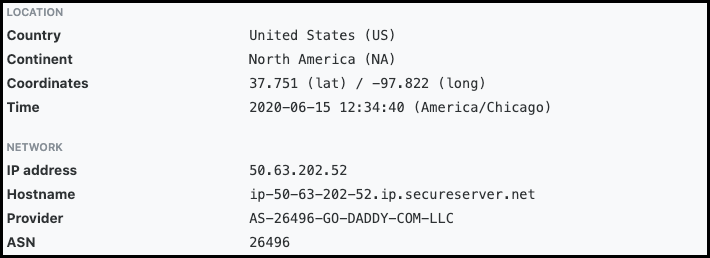 LOCATION
Country United States (US)
Continent North America (NA)
Coordinates 37.751 (lat) / -97.822 (long)
Time 2020-06-15 12:34:40 (America/Chicago)
NETWORK
IP address 50.63.202.52
Hostname ip-50-63-202-52.ip.secureserver.net
Provider AS-26496-GO-DADDY-COM-LLC
ASN 26496